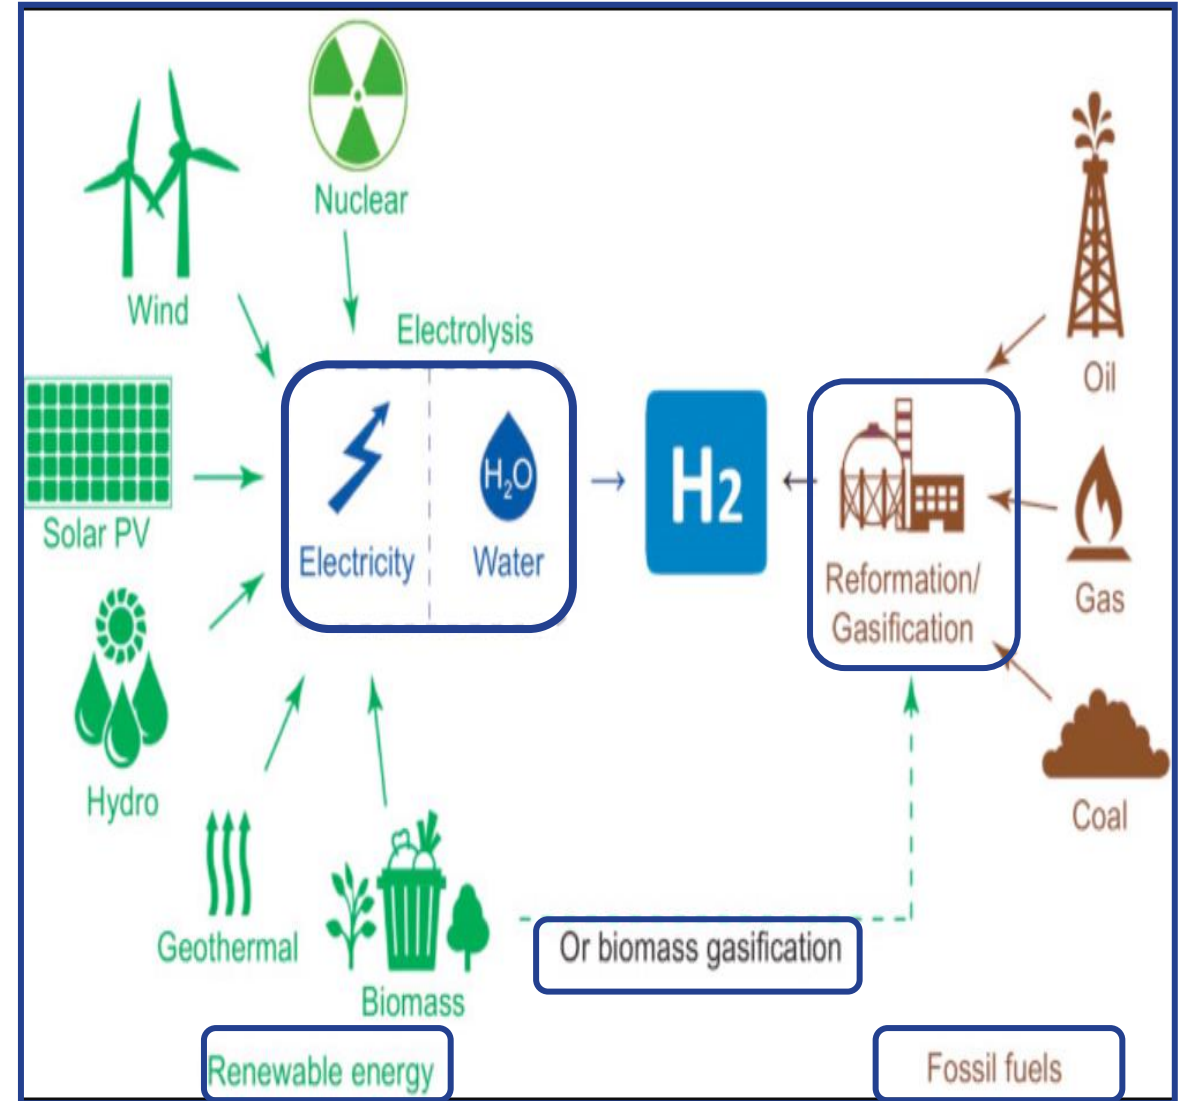 Nuclear
Wind
Electrolysis
Solar PV
Electricity
H₂O
Water
H2
Reformation/
Gasification
Oil
Gas
Coal
Hydro
Geothermal
Biomass
Or biomass gasification
Renewable energy
Fossil fuels